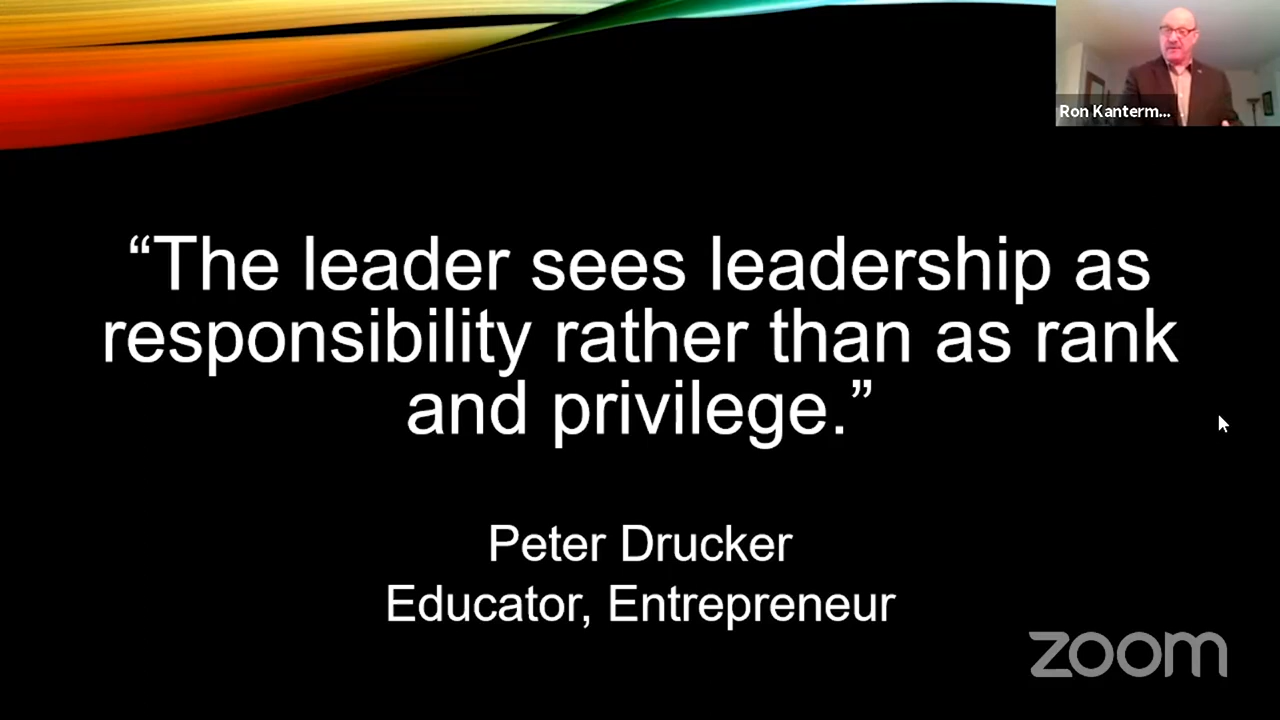 Ron Kanterm...
“The leader sees leadership as
responsibility rather than as rank
and privilege.”
Peter Drucker
Educator, Entrepreneur
zoom